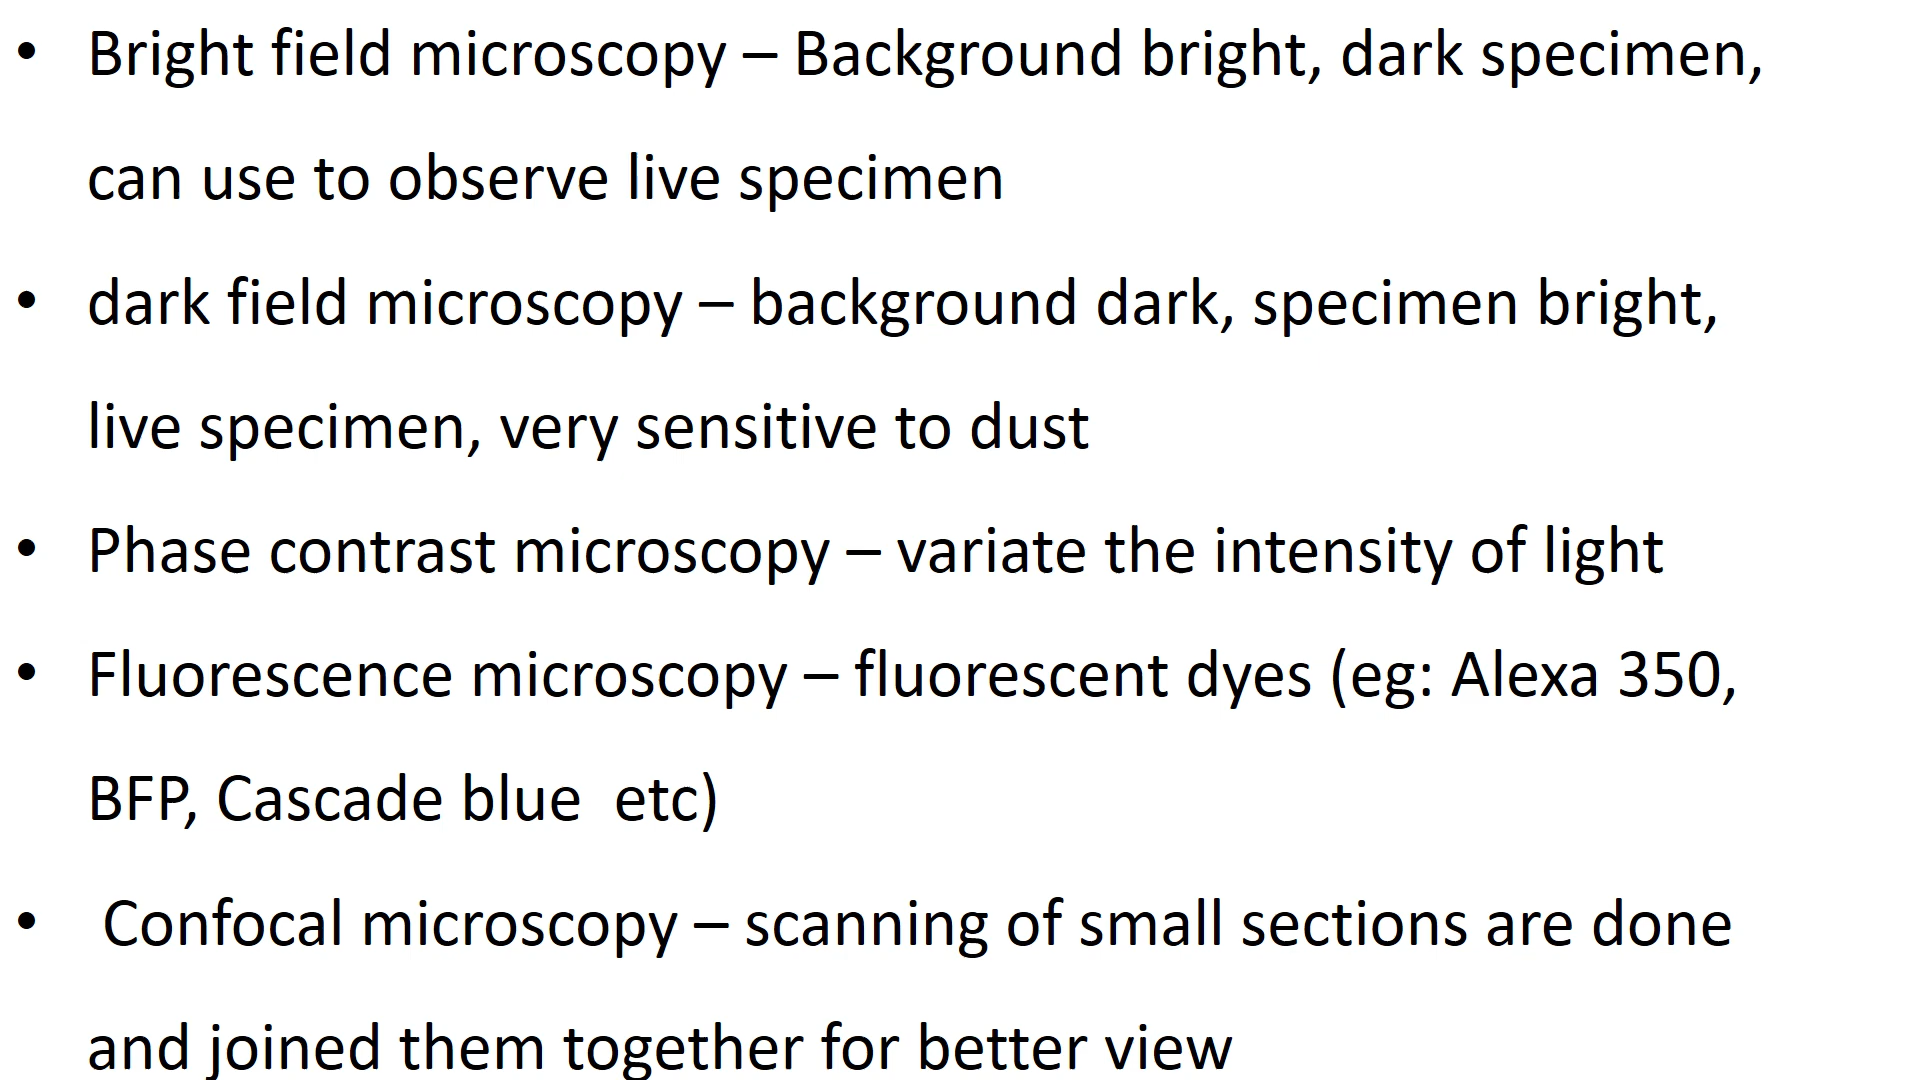 • Bright field microscopy – Background bright, dark specimen,
can use to observe live specimen
• dark field microscopy – background dark, specimen bright,
live specimen, very sensitive to dust
• Phase contrast microscopy – variate the intensity of light
• Fluorescence microscopy – fluorescent dyes (eg: Alexa 350,
BFP, Cascade blue  etc)
• Confocal microscopy – scanning of small sections are done
and joined them together for better view